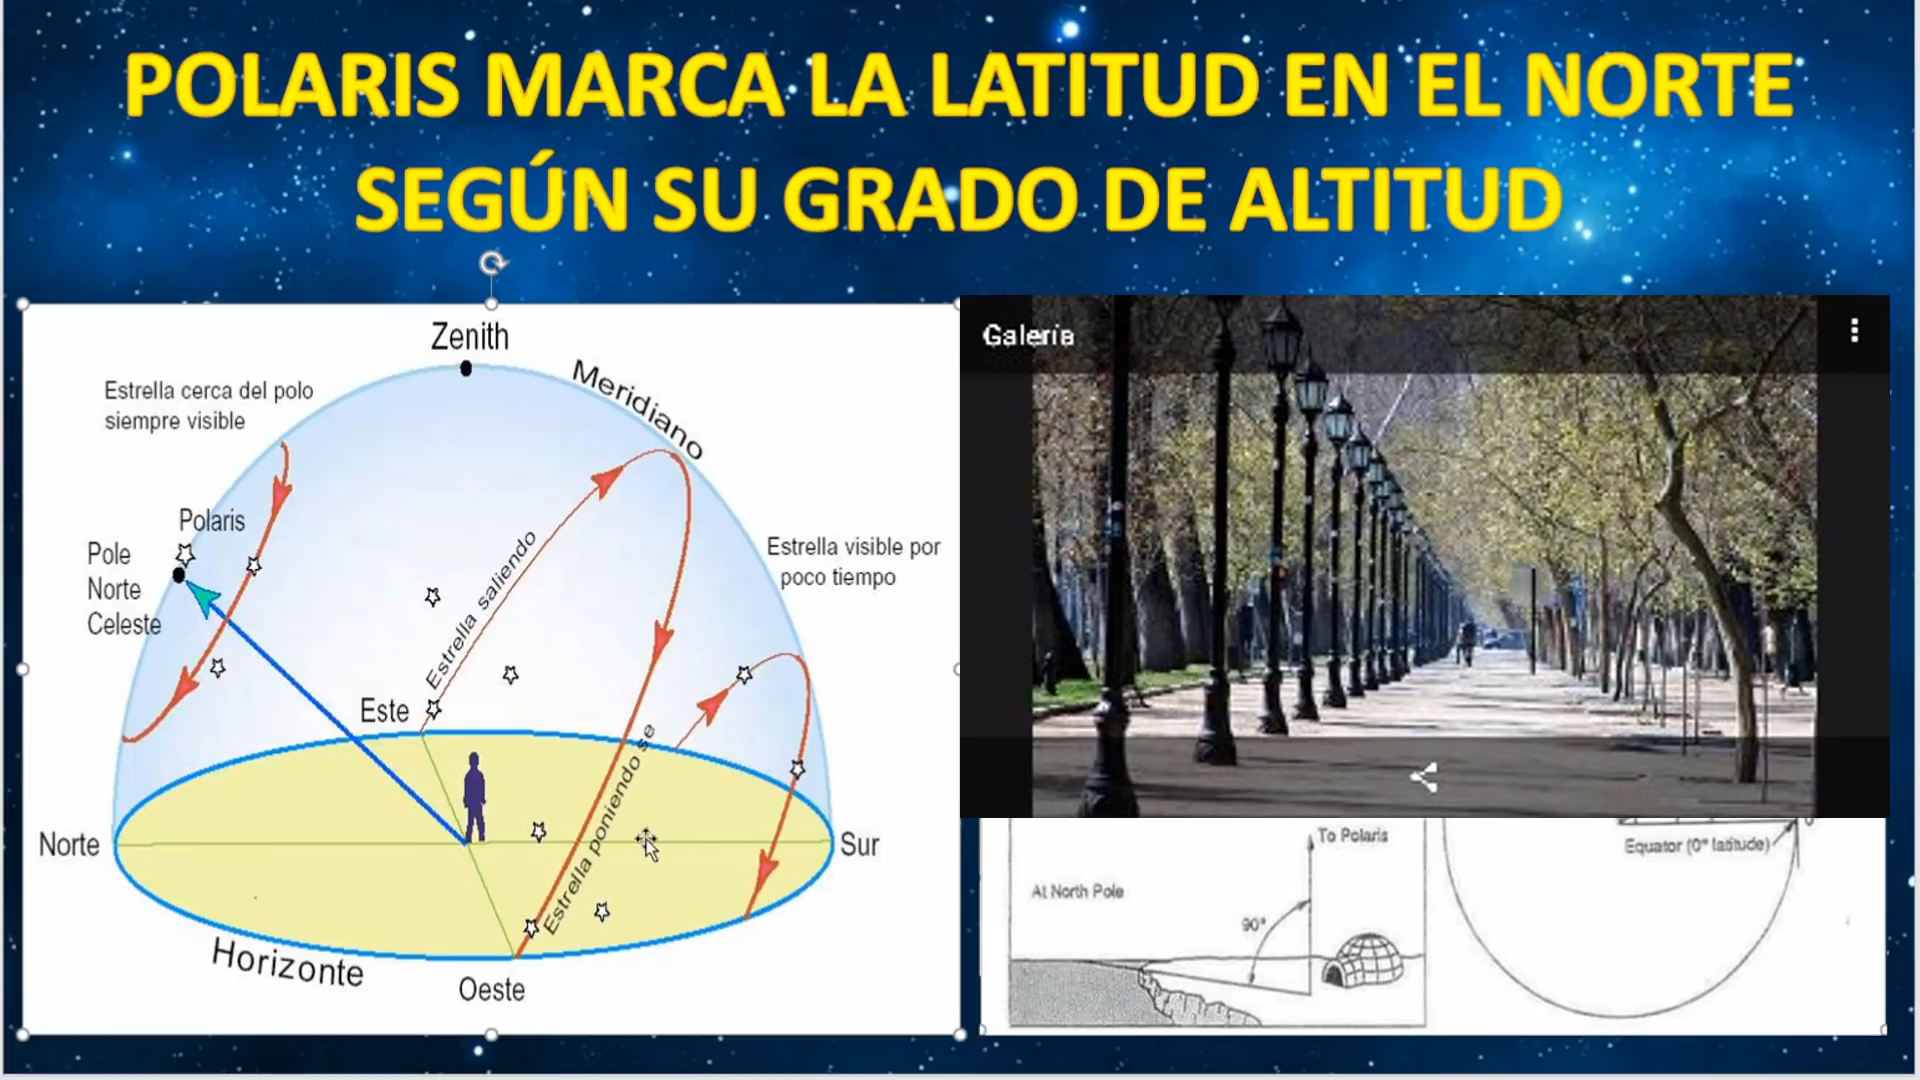 POLARIS MARCA LA LATITUD EN EL NORTE
SEGÚN SU GRADO DE ALTITUD
Zenith
Meridiano
Estrella cerca del polo
siempre visible
Polaris
Pole
Norte
Celeste
Estrella saliendo
Estrella visible por
poco tiempo
Este
Estrella poniendo se
Norte
Sur
Horizonte
Oeste
Galería
To Polaris
At North Pole
90°
Equator (0° latitude)